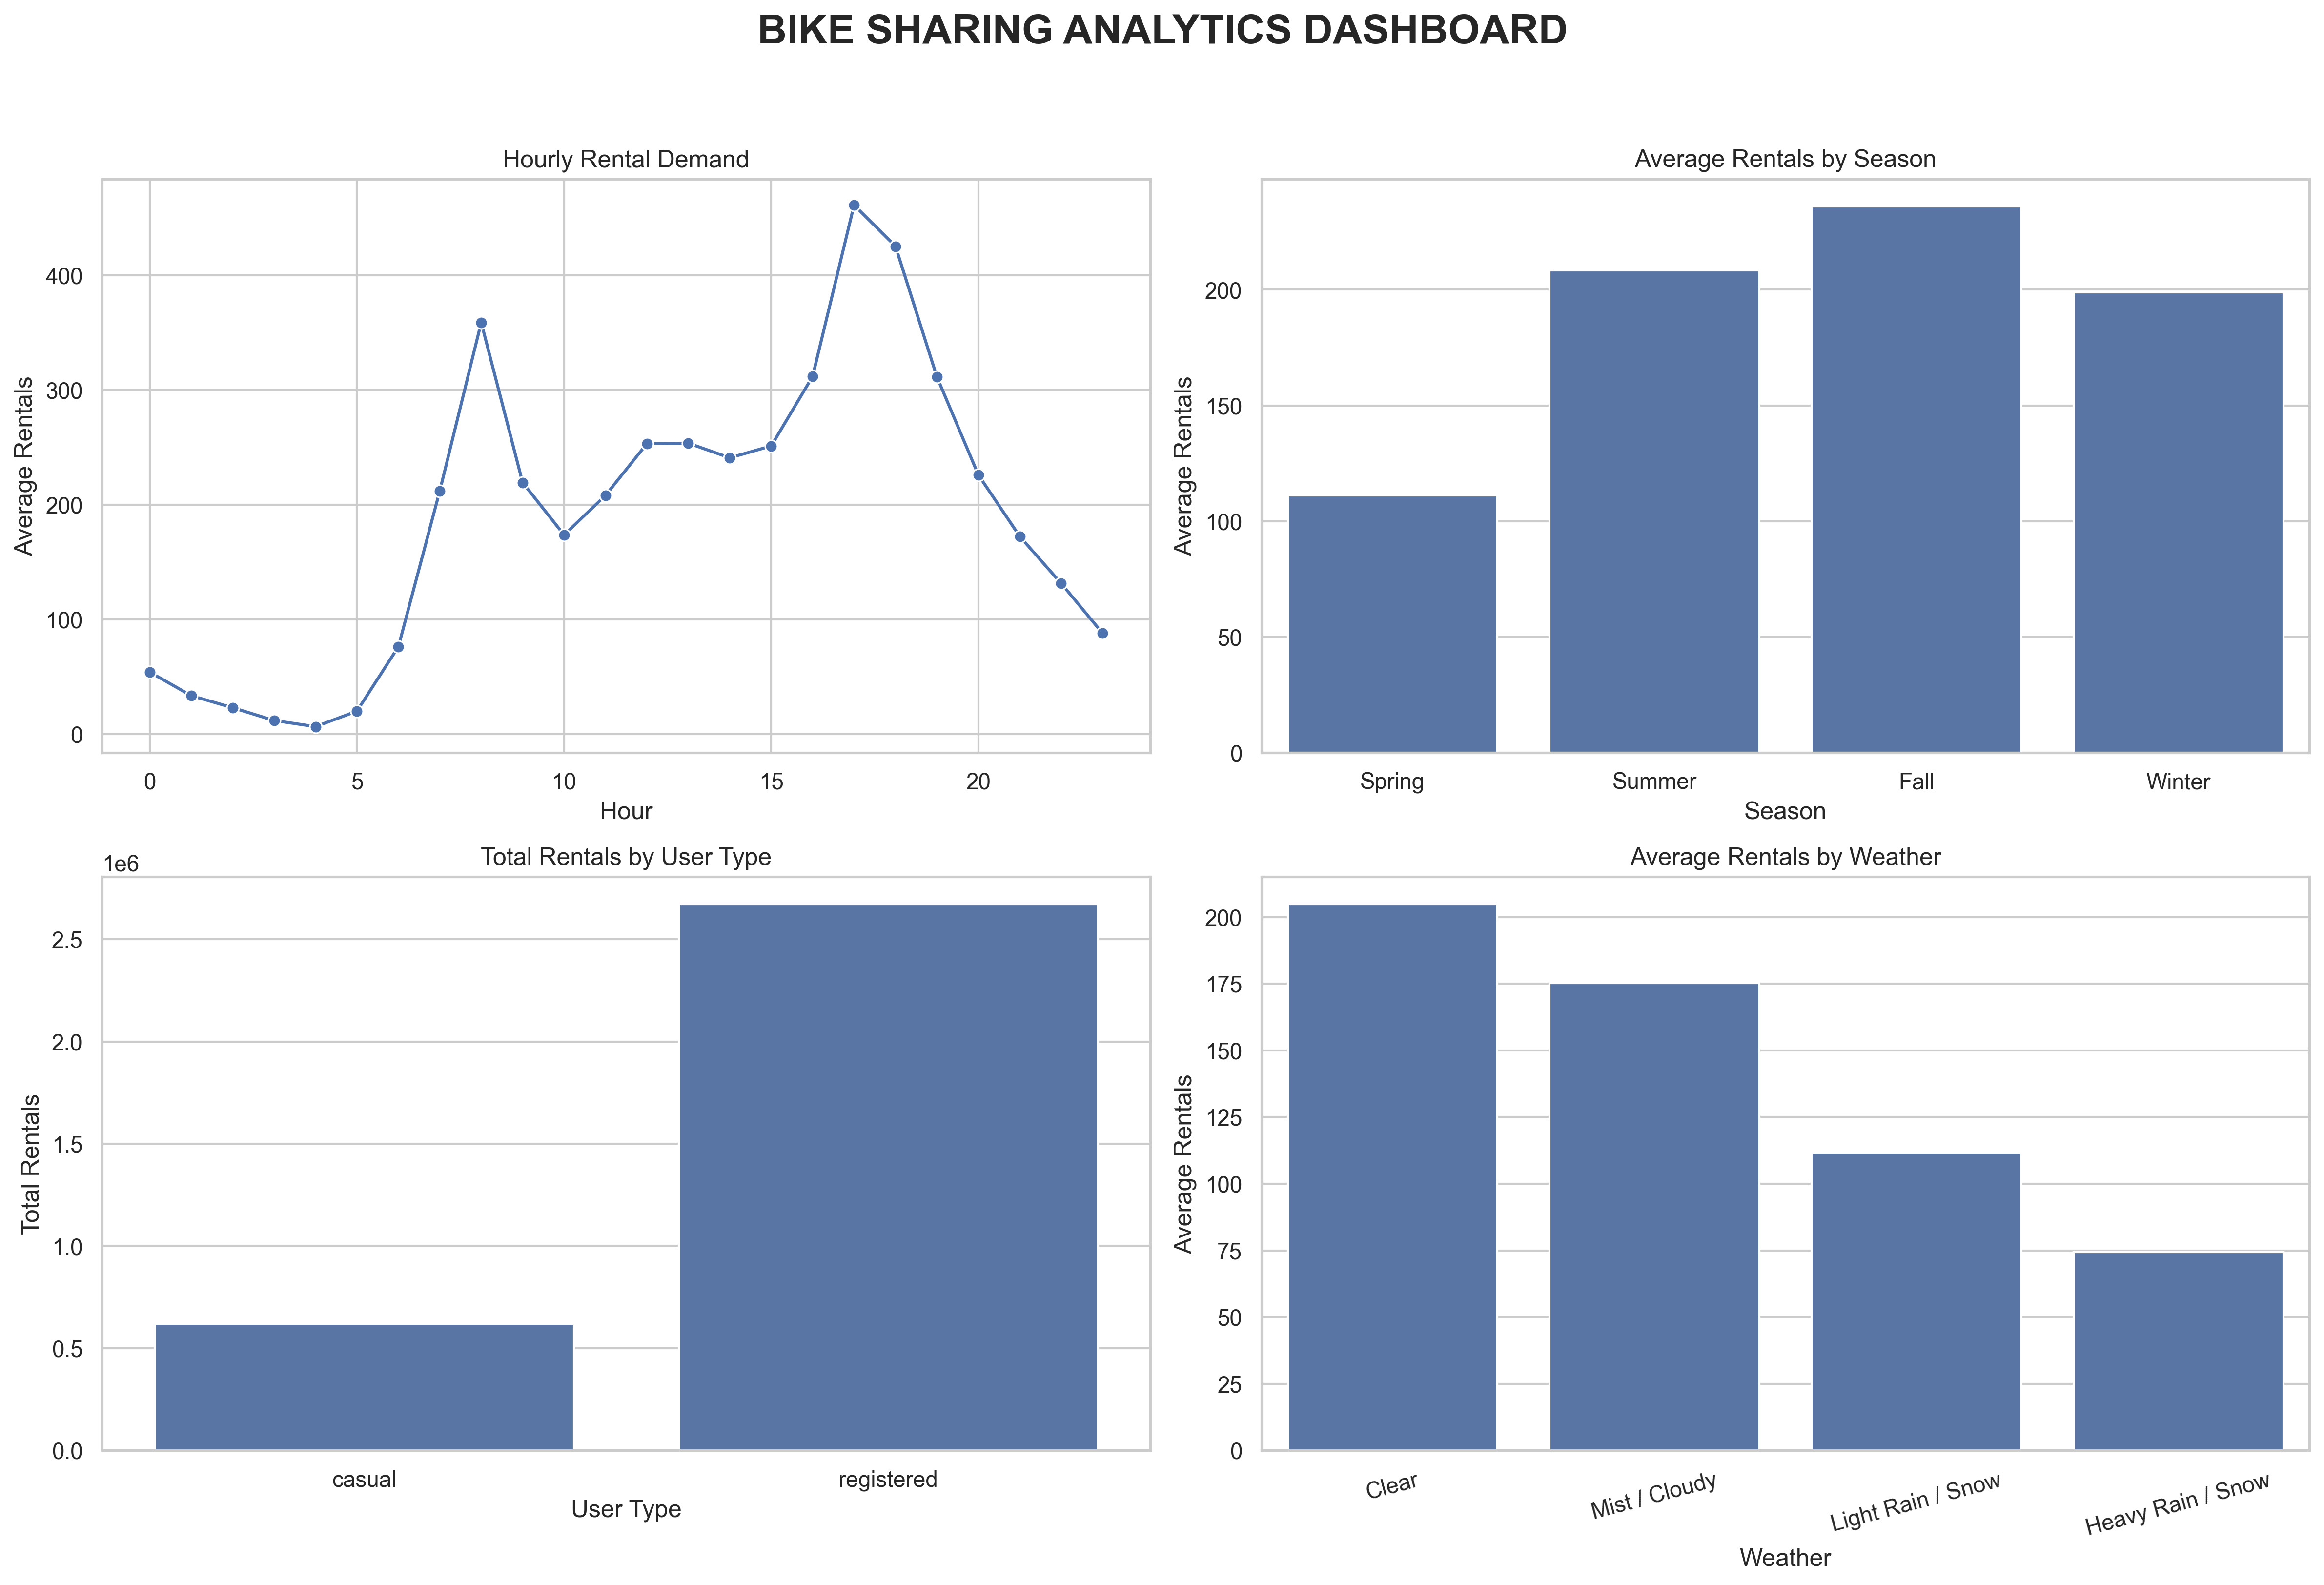 BIKE SHARING ANALYTICS DASHBOARD
Hourly Rental Demand
Average Rentals
400
300
200
100
0
0 5 10 15 20
Hour
Average Rentals by Season
Average Rentals
200
150
100
50
0
Spring Summer Fall Winter
Season
Total Rentals by User Type
1e6
Total Rentals
2.5
2.0
1.5
1.0
0.5
0.0
casual registered
User Type
Average Rentals by Weather
Average Rentals
200
175
150
125
100
75
50
25
0
Clear Mist / Cloudy Light Rain / Snow Heavy Rain / Snow
Weather